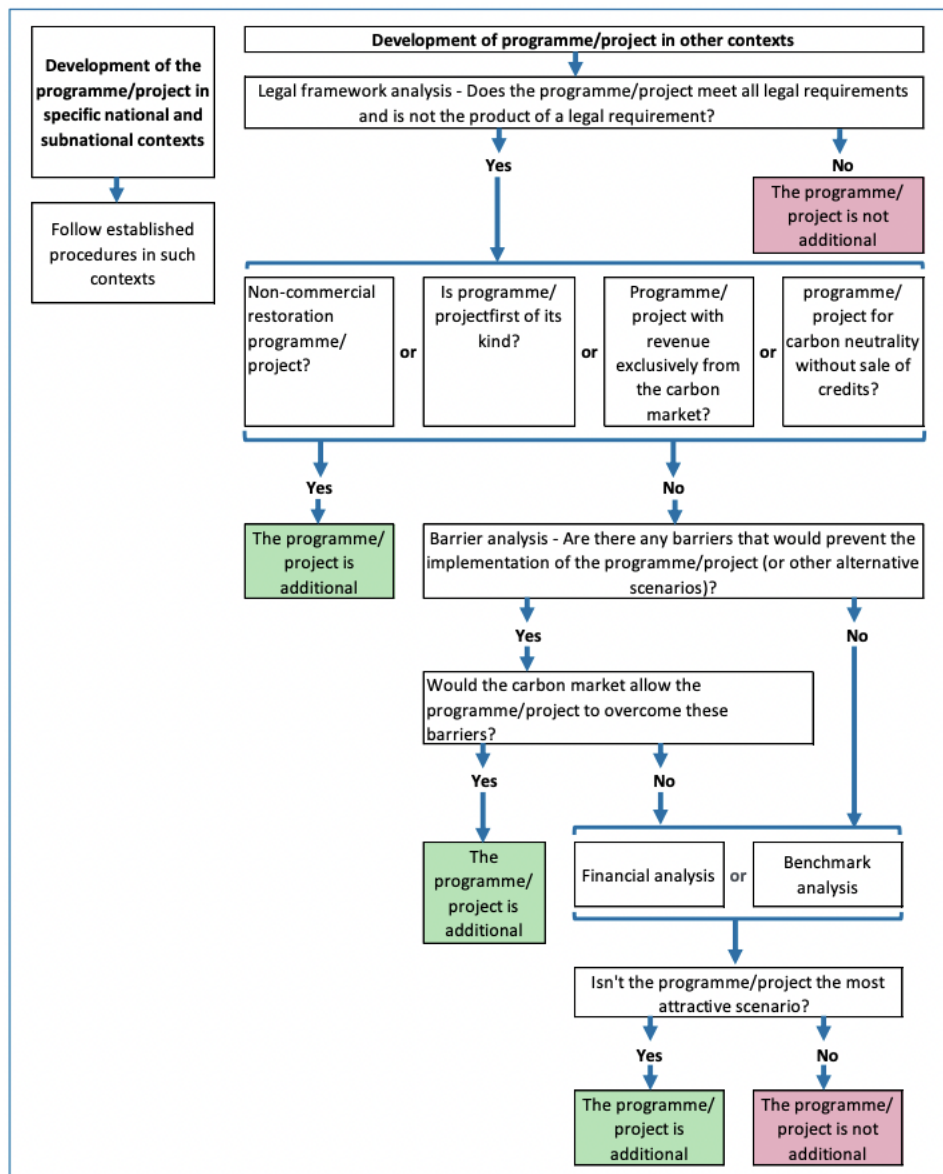 Development of the
programme/project in
specific national and
subnational contexts
Follow established
procedures in such
contexts
Development of programme/project in other contexts
Legal framework analysis - Does the programme/project meet all legal requirements
and is not the product of a legal requirement?
Yes
No
The programme/
project is not
additional
Non-commercial
restoration
programme/
project?
or
Is programme/
projectfirst of its
kind?
or
Programme/
project with
revenue
exclusively from
the carbon
market?
or
programme/
project for
carbon neutrality
without sale of
credits?
Yes
No
The programme/
project is
additional
Barrier analysis - Are there any barriers that would prevent the
implementation of the programme/project (or other alternative
scenarios)?
Yes
No
Would the carbon market allow the
programme/project to overcome these
barriers?
Yes
No
The
programme/
project is
additional
Financial analysis
or
Benchmark
analysis
Isn't the programme/project the most
attractive scenario?
Yes
No
The programme/
project is
additional
The programme/
project is not
additional